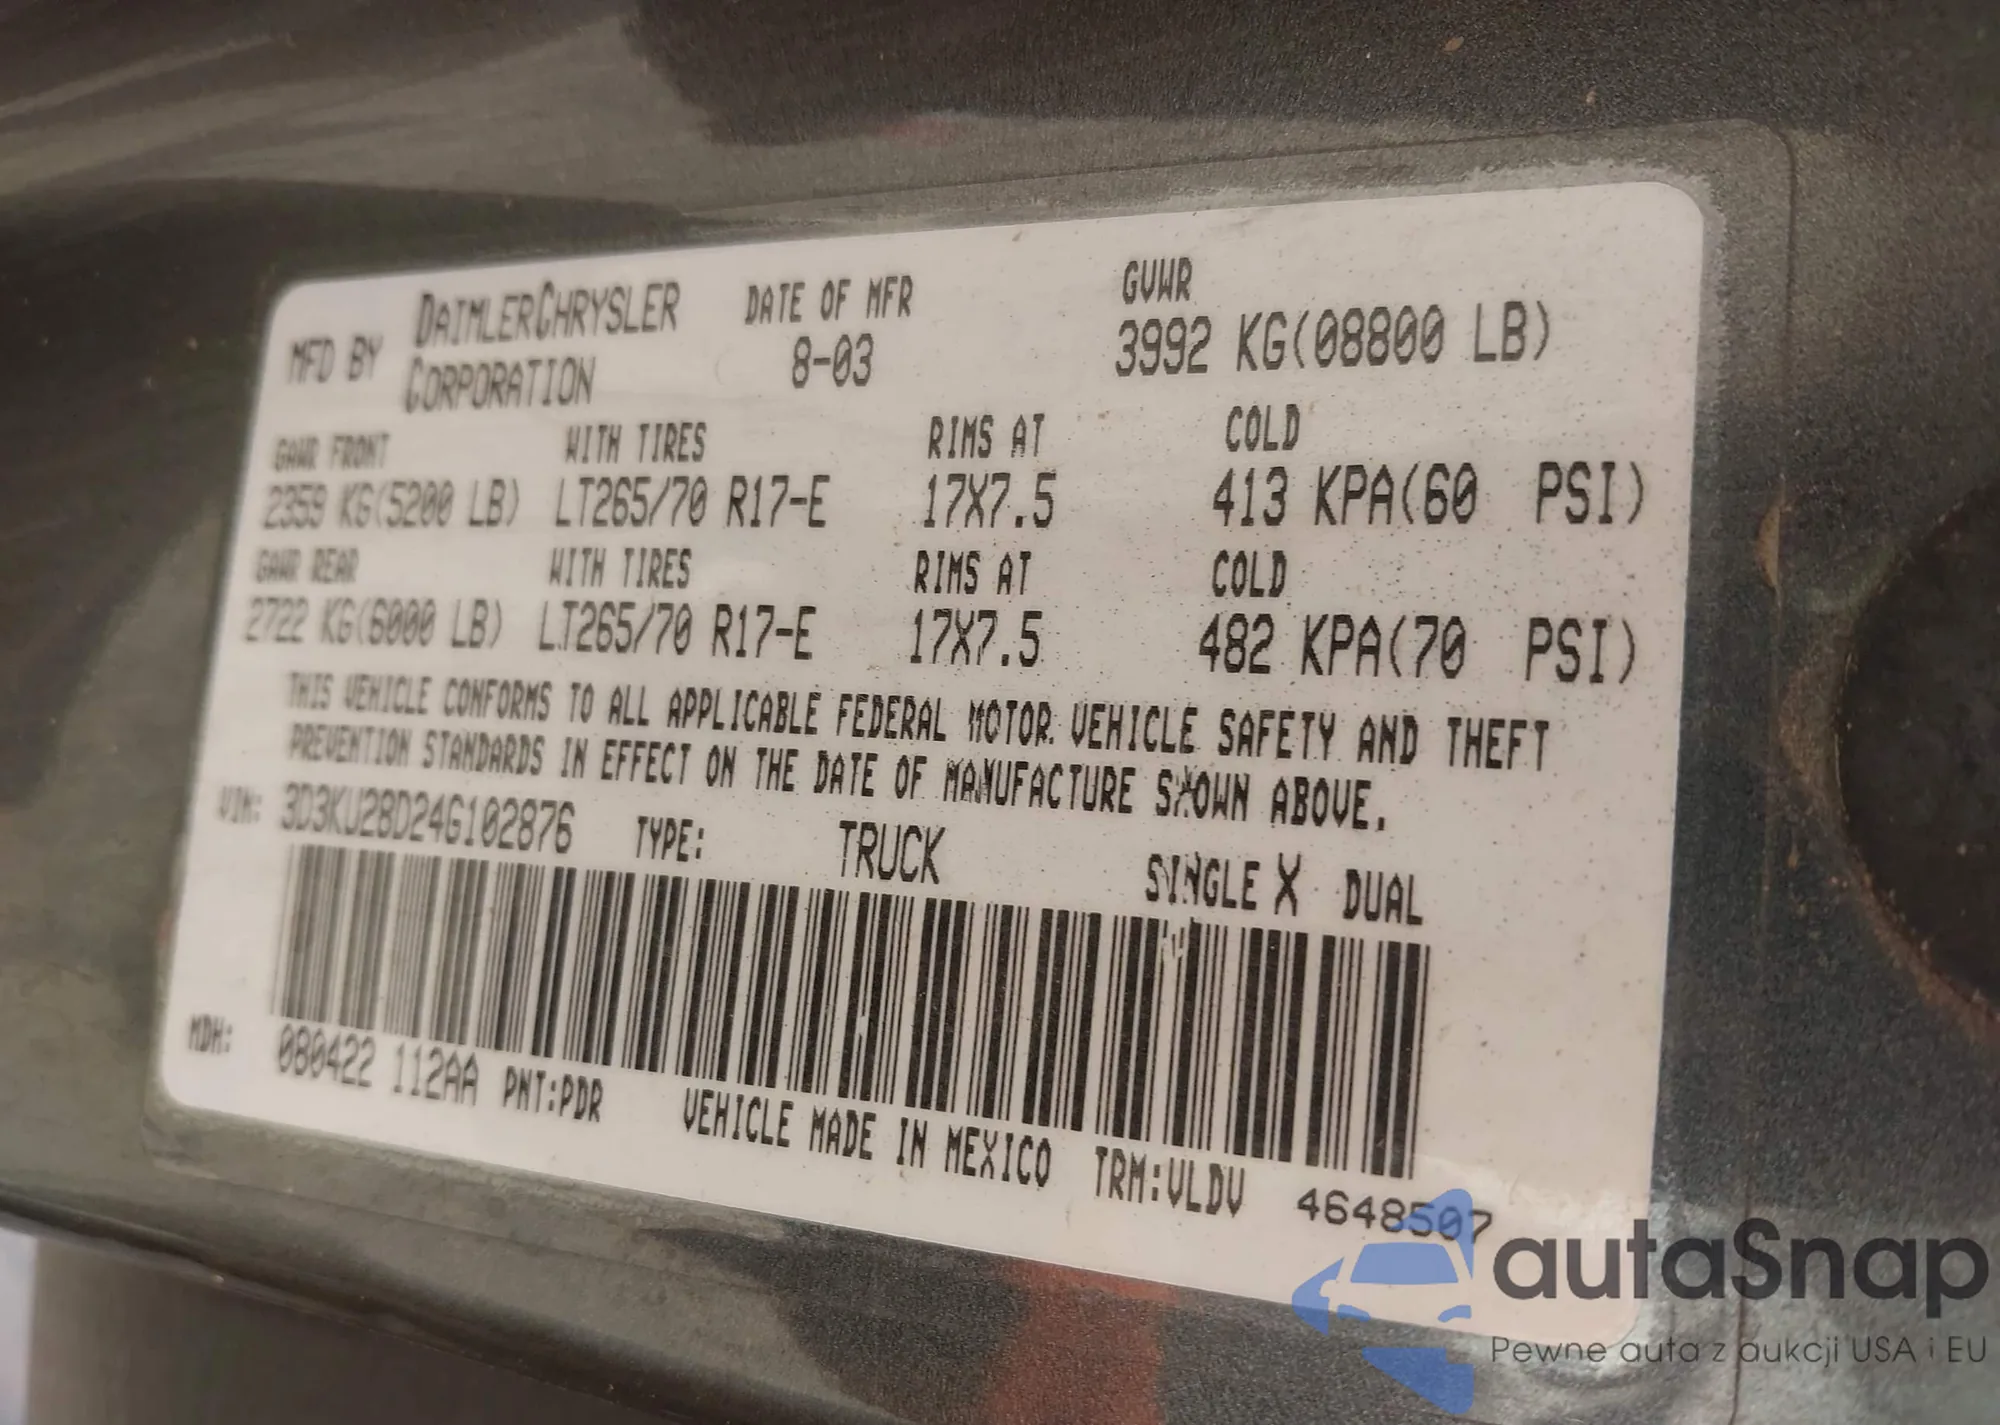 MFD BY DAIMLERCHRYSLER CORPORATION DATE OF MFR 8-03 GVWR 3992 KG(08800 LB)
GAWR FRONT WITH TIRES RIMS AT COLD
2359 KG(5200 LB) LT265/70 R17-E 17X7.5 413 KPA(60 PSI)
GAWR REAR WITH TIRES RIMS AT COLD
2722 KG(6000 LB) LT265/70 R17-E 17X7.5 482 KPA(70 PSI)
THIS VEHICLE CONFORMS TO ALL APPLICABLE FEDERAL MOTOR VEHICLE SAFETY AND THEFT
PREVENTION STANDARDS IN EFFECT ON THE DATE OF MANUFACTURE SHOWN ABOVE.
VIN: 3D3KU28D24G102876 TYPE: TRUCK SINGLE X DUAL
MDH: 080422 112AA PNT:PDR VEHICLE MADE IN MEXICO TRM:VLDV 4648507
autaSnap
Pewne auta z aukcji USA i EU